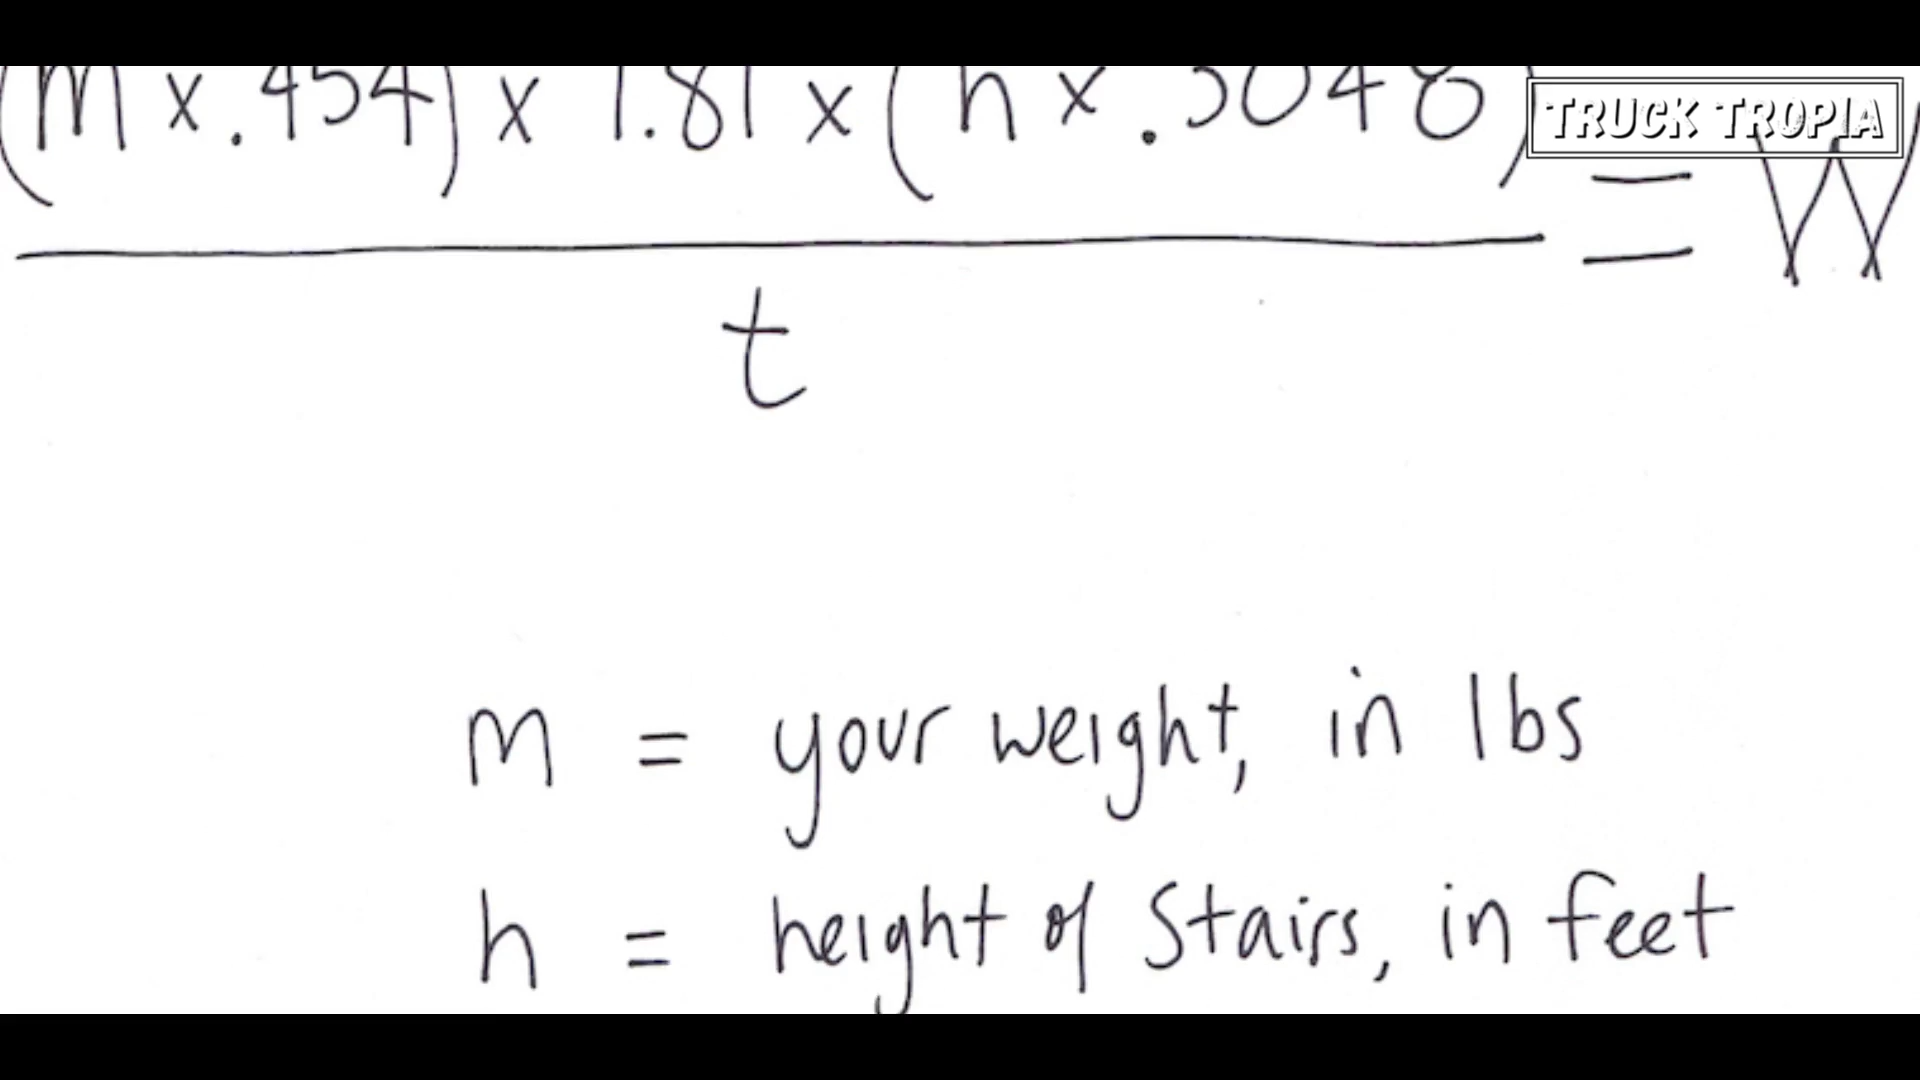 (m x .454) x 1.81 x (h x .3048)
TRUCK TROPIA
= W
t
m = your weight, in lbs
h = height of stairs, in feet